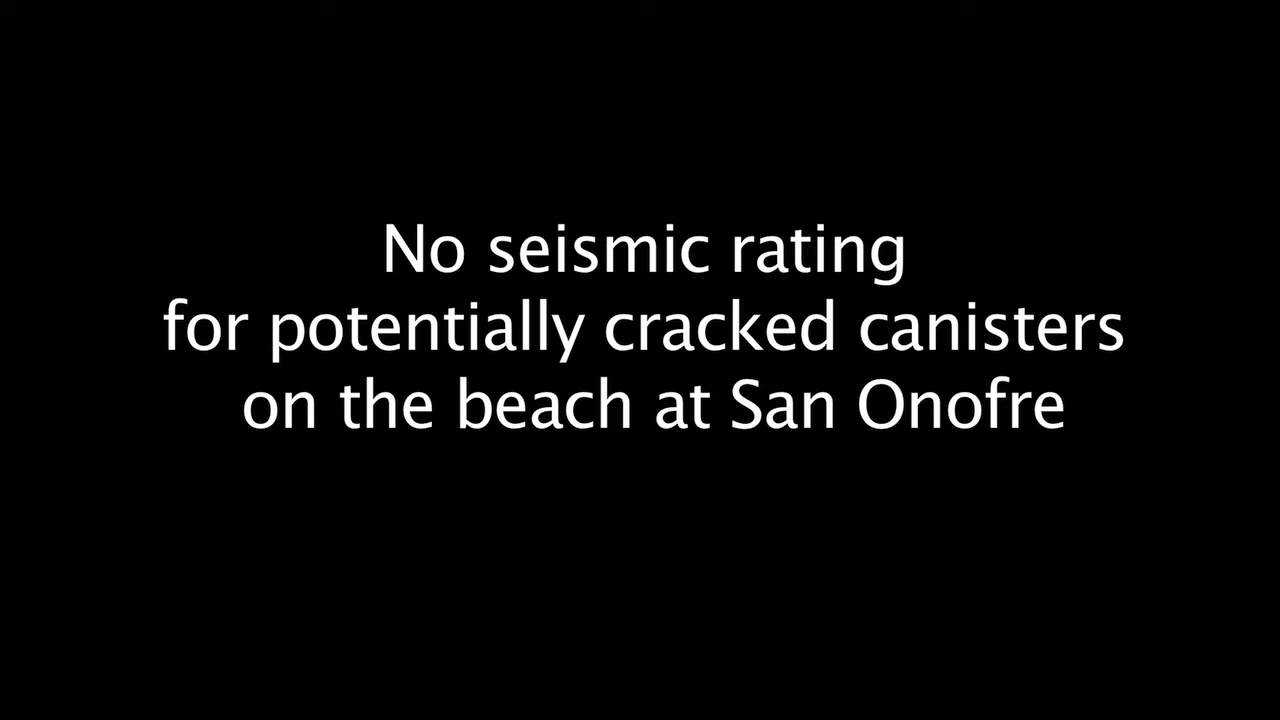 No seismic rating
for potentially cracked canisters
on the beach at San Onofre